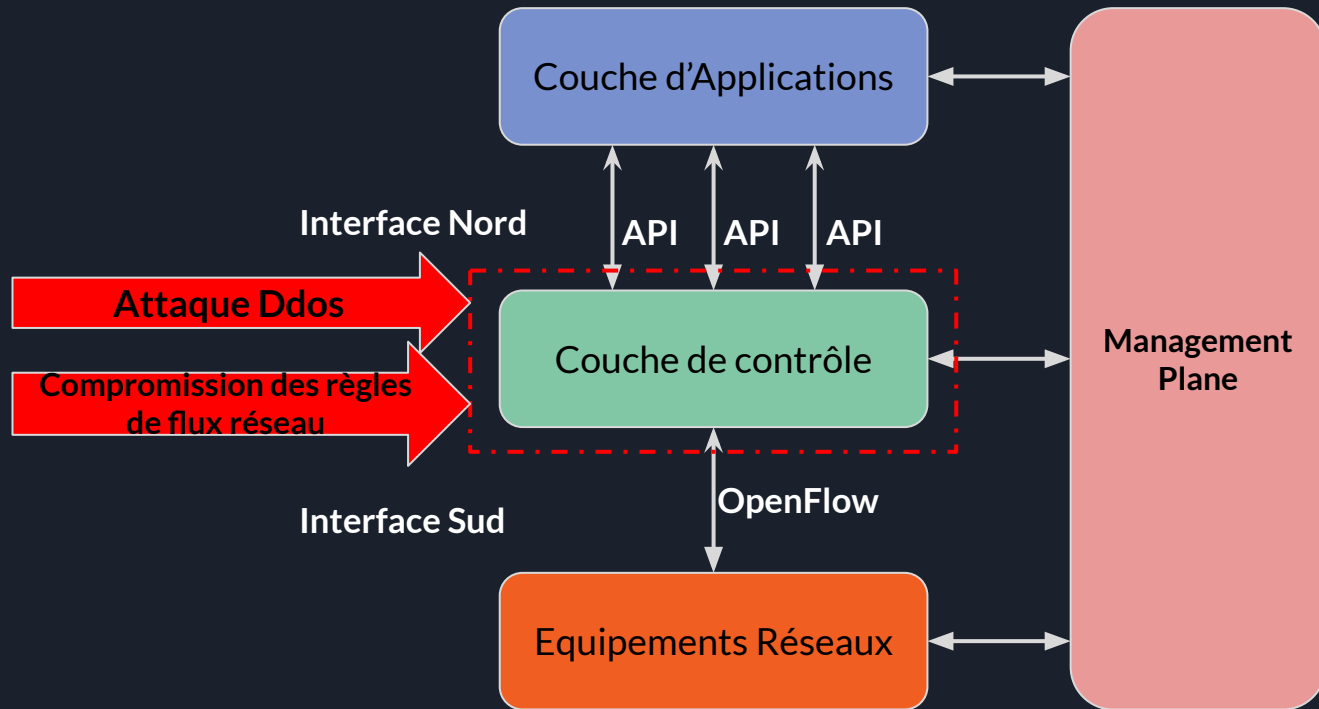 Couche d’Applications
Interface Nord
API API API
Attaque Ddos
Couche de contrôle
Management
Plane
Compromission des règles
de flux réseau
OpenFlow
Interface Sud
Equipements Réseaux